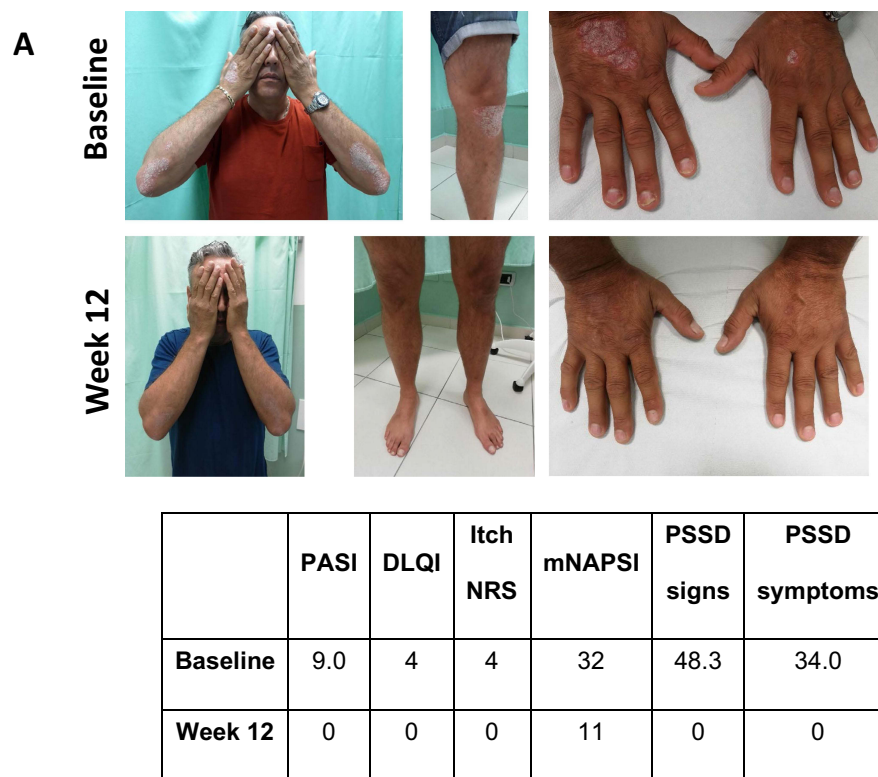 A
Baseline
Week 12
PASI DLQI Itch NRS mNAPSI PSSD signs PSSD symptoms
Baseline 9.0 4 4 32 48.3 34.0
Week 12 0 0 0 11 0 0